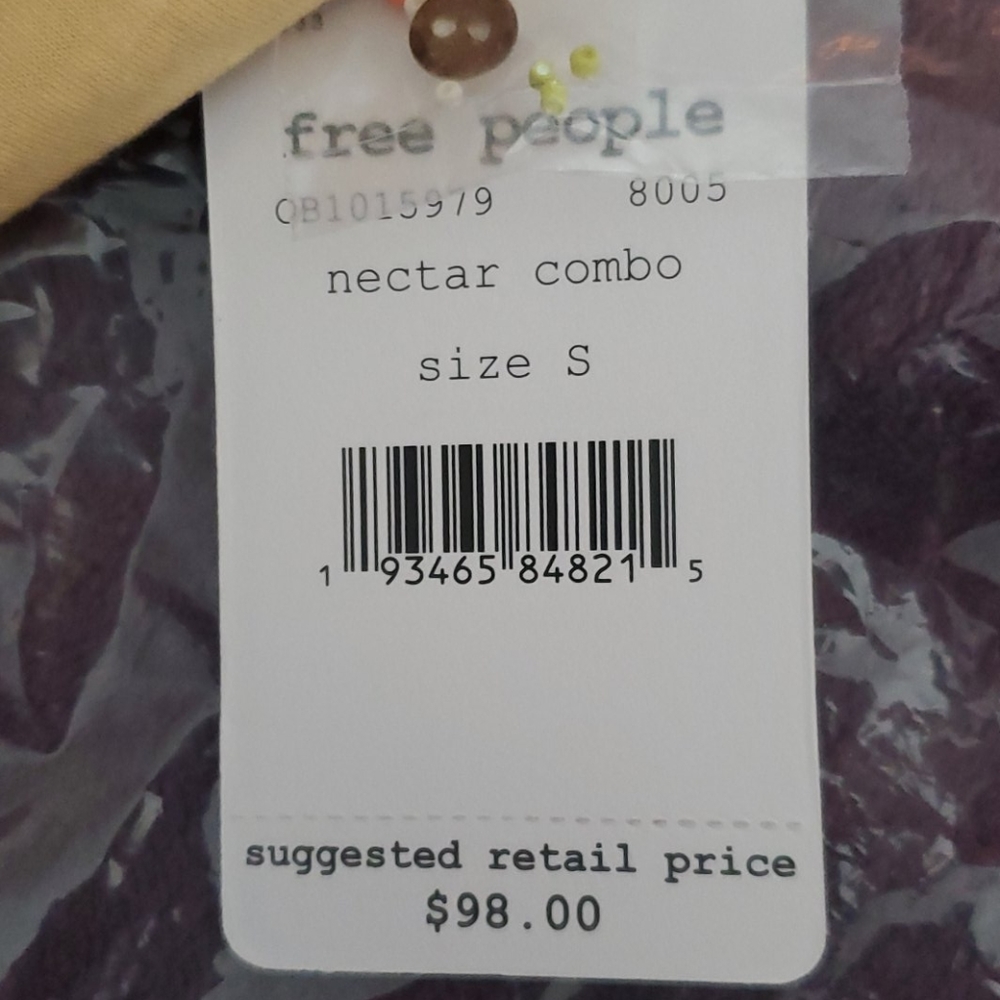 free people
OB1015979 8005
nectar combo
size S
1 93465 84821 5
suggested retail price
$98.00